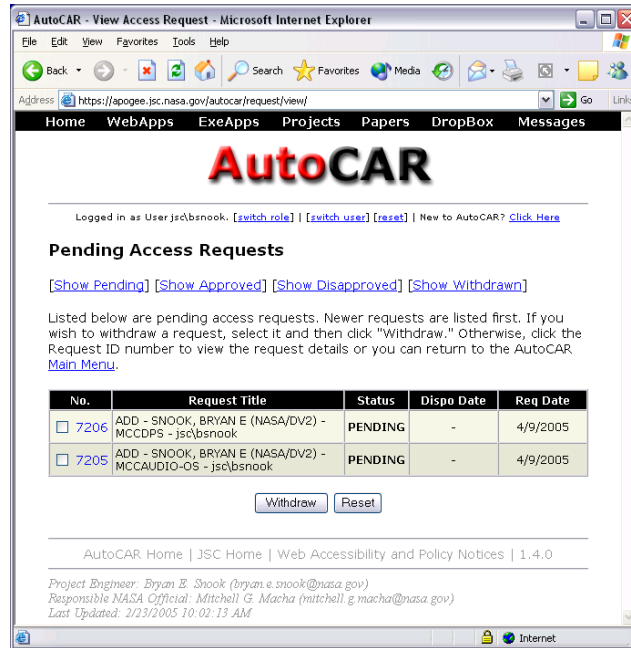 AutoCAR - View Access Request - Microsoft Internet Explorer
File Edit View Favorites Tools Help
Back Search Favorites Media
Address https://apogee.jsc.nasa.gov/autocar/request/view/ Go Links
Home WebApps ExeApps Projects Papers DropBox Messages
AutoCAR
Logged in as User jsc\bsnook. [switch role] | [switch user] [reset] | New to AutoCAR? Click Here
Pending Access Requests
[Show Pending] [Show Approved] [Show Disapproved] [Show Withdrawn]
Listed below are pending access requests. Newer requests are listed first. If you
wish to withdraw a request, select it and then click "Withdraw." Otherwise, click the
Request ID number to view the request details or you can return to the AutoCAR
Main Menu.
No. Request Title Status Dispo Date Req Date
7206 ADD - SNOOK, BRYAN E (NASA/DV2) -
MCCDPS - jsc\bsnook PENDING - 4/9/2005
7205 ADD - SNOOK, BRYAN E (NASA/DV2) -
MCCAUDIO-OS - jsc\bsnook PENDING - 4/9/2005
Withdraw Reset
AutoCAR Home | JSC Home | Web Accessibility and Policy Notices | 1.4.0
Project Engineer: Bryan E. Snook (bryan.e.snook@nasa.gov)
Responsible NASA Official: Mitchell G. Macha (mitchell.g.macha@nasa.gov)
Last Updated: 2/23/2005 10:02:13 AM
Internet